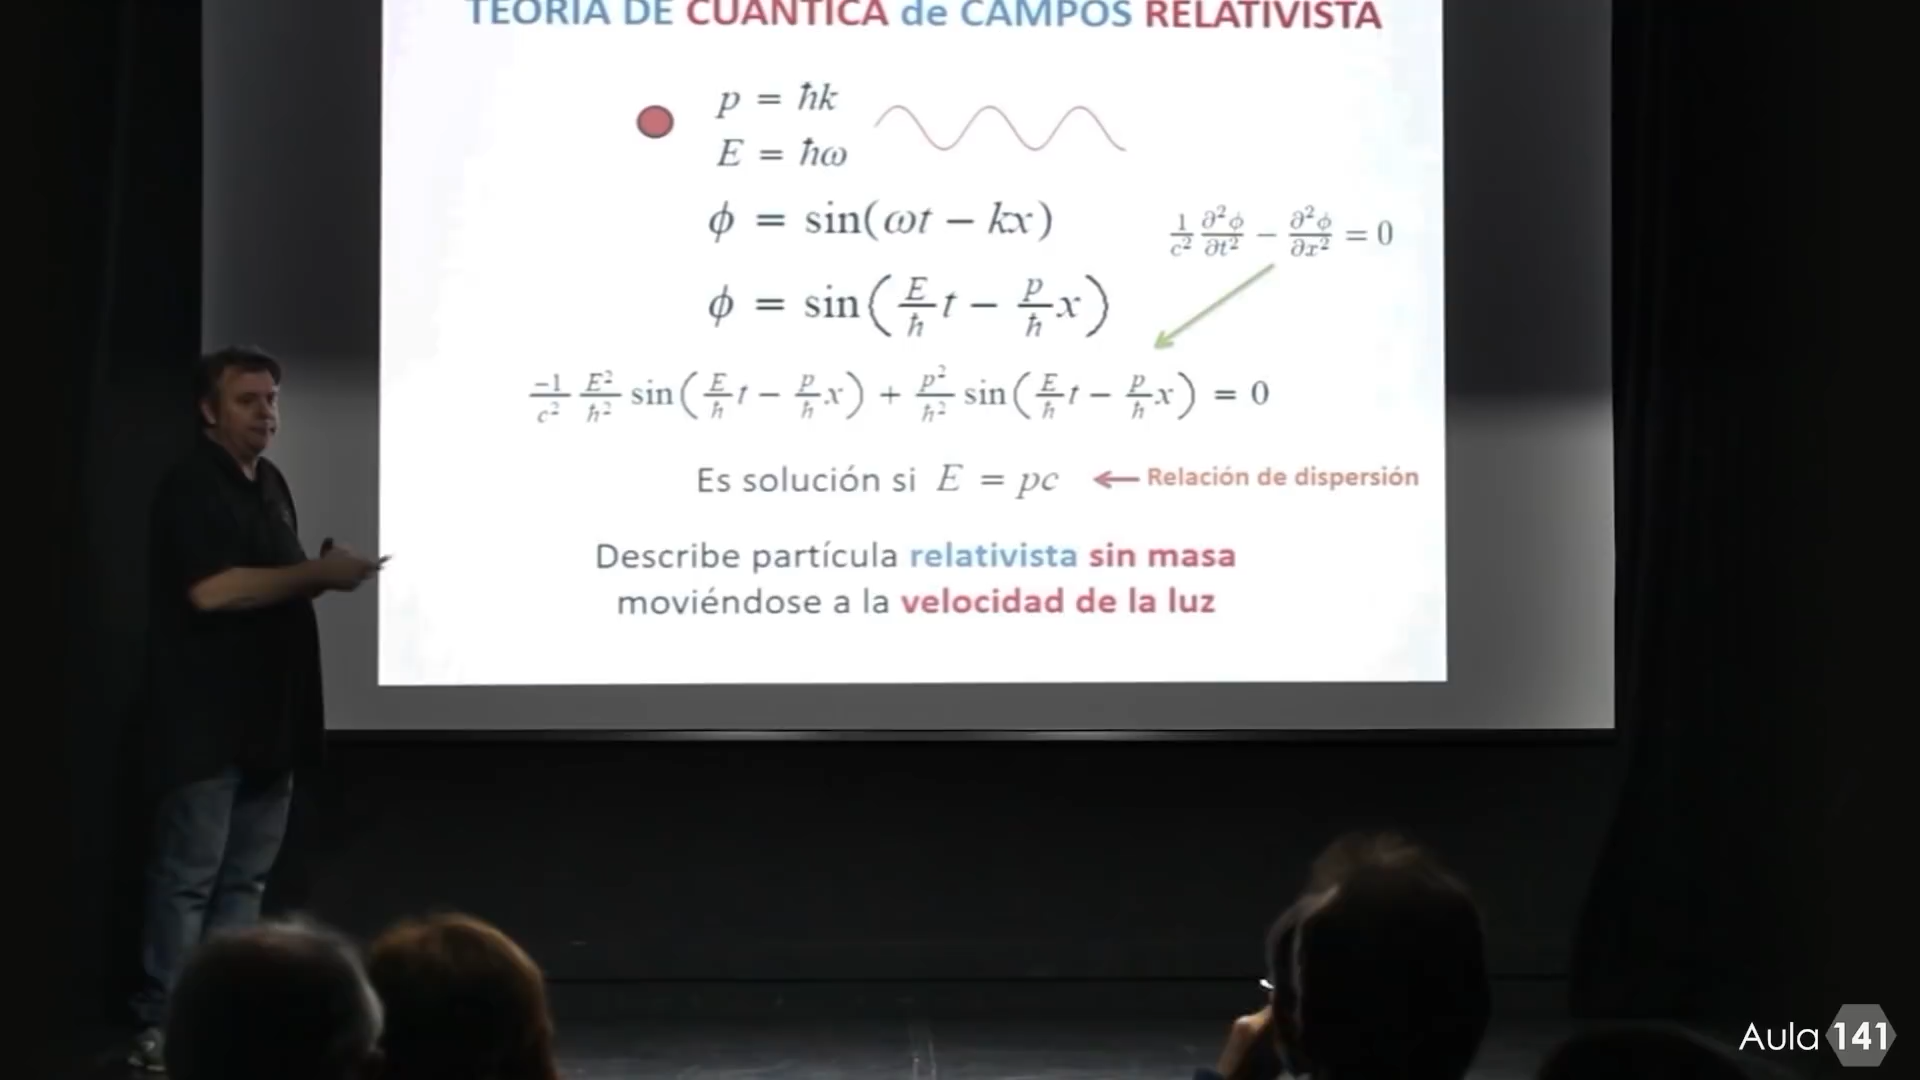 TEORÍA DE CUÁNTICA de CAMPOS RELATIVISTA
p = ħk
E = ħω
ϕ = sin(ωt − kx)
1/c² ∂²ϕ/∂t² − ∂²ϕ/∂x² = 0
ϕ = sin(E/ħ t − p/ħ x)
−1/c² E²/ħ² sin(E/ħ t − p/ħ x) + p²/ħ² sin(E/ħ t − p/ħ x) = 0
Es solución si E = pc ← Relación de dispersión
Describe partícula relativista sin masa
moviéndose a la velocidad de la luz
Aula 141